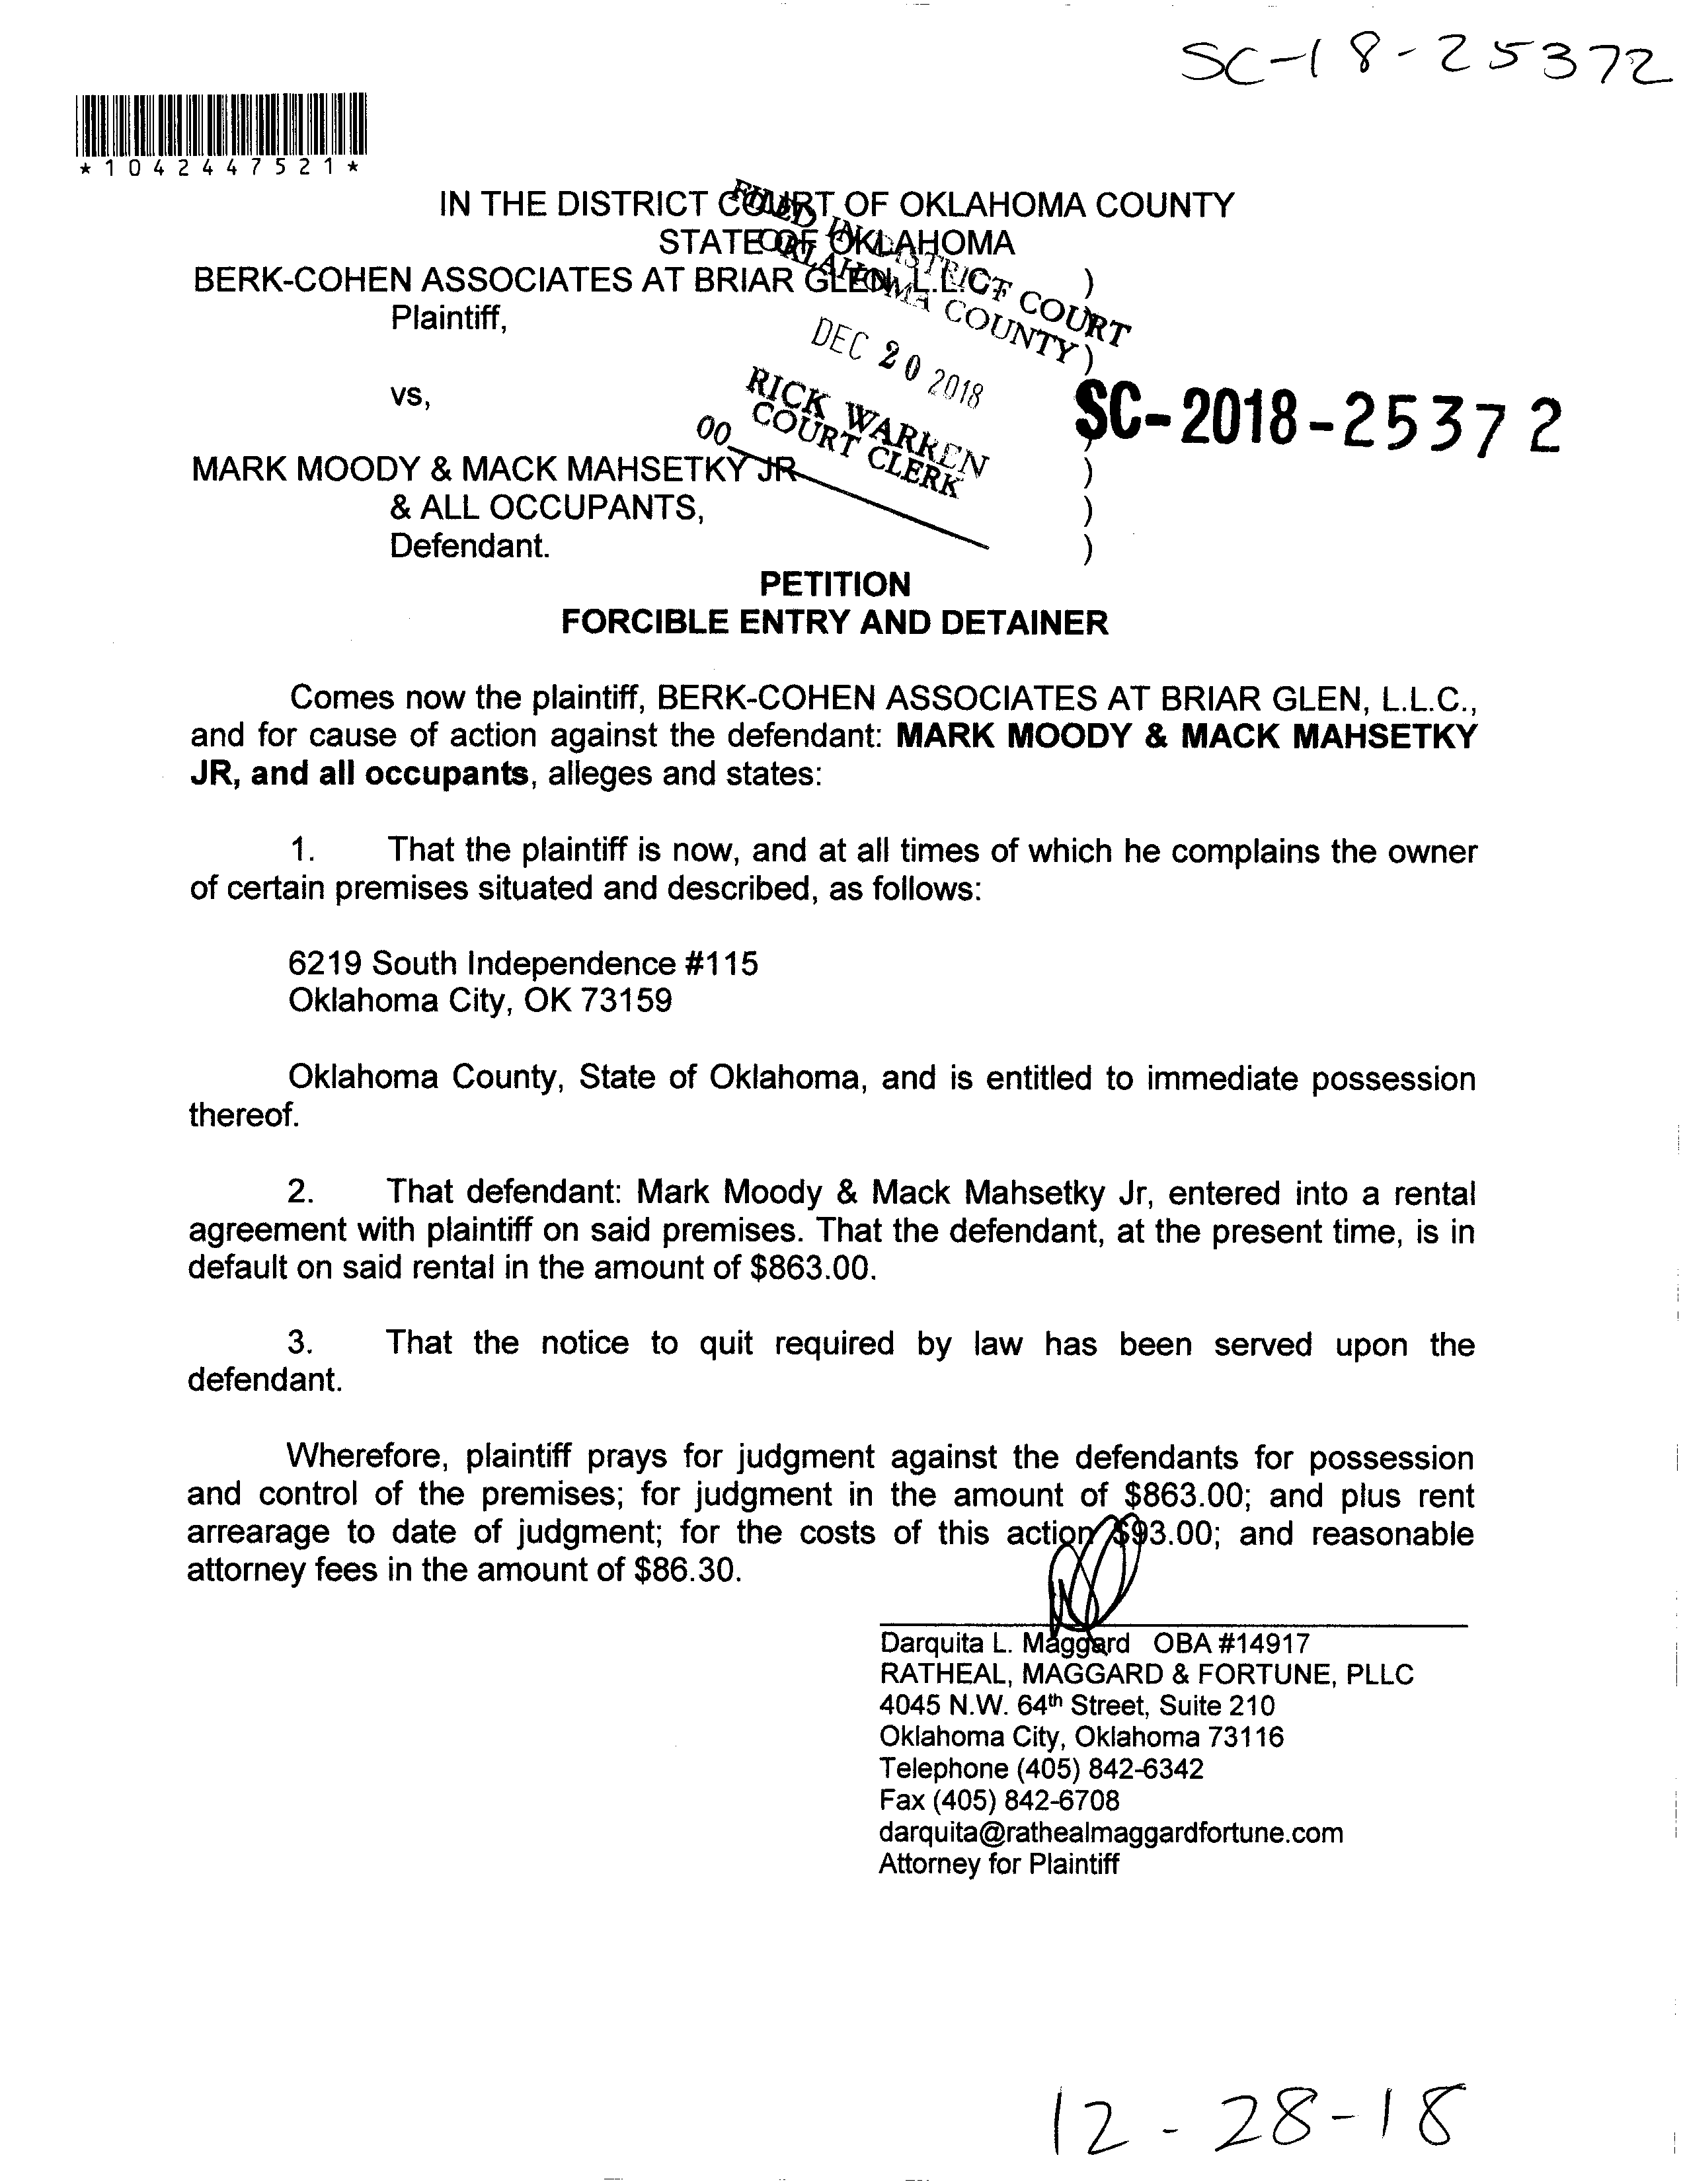 SC-18-25372
*1042447521*
IN THE DISTRICT COURT OF OKLAHOMA COUNTY
STATE OF OKLAHOMA
BERK-COHEN ASSOCIATES AT BRIAR GLEN, L.L.C. )
Plaintiff,
FILED IN DISTRICT COURT
OKLAHOMA COUNTY )
DEC 20 2018
vs,
RICK WARREN
COURT CLERK
00
SC-2018-25372
)
MARK MOODY & MACK MAHSETKY JR )
& ALL OCCUPANTS, )
Defendant. )
PETITION
FORCIBLE ENTRY AND DETAINER
Comes now the plaintiff, BERK-COHEN ASSOCIATES AT BRIAR GLEN, L.L.C.,
and for cause of action against the defendant: MARK MOODY & MACK MAHSETKY
JR, and all occupants, alleges and states:
1. That the plaintiff is now, and at all times of which he complains the owner
of certain premises situated and described, as follows:
6219 South Independence #115
Oklahoma City, OK 73159
Oklahoma County, State of Oklahoma, and is entitled to immediate possession
thereof.
2. That defendant: Mark Moody & Mack Mahsetky Jr, entered into a rental
agreement with plaintiff on said premises. That the defendant, at the present time, is in
default on said rental in the amount of $863.00.
3. That the notice to quit required by law has been served upon the
defendant.
Wherefore, plaintiff prays for judgment against the defendants for possession
and control of the premises; for judgment in the amount of $863.00; and plus rent
arrearage to date of judgment; for the costs of this action $93.00; and reasonable
attorney fees in the amount of $86.30.
Darquita L. Maggard OBA #14917
RATHEAL, MAGGARD & FORTUNE, PLLC
4045 N.W. 64th Street, Suite 210
Oklahoma City, Oklahoma 73116
Telephone (405) 842-6342
Fax (405) 842-6708
darquita@rathealmaggardfortune.com
Attorney for Plaintiff
12-28-18